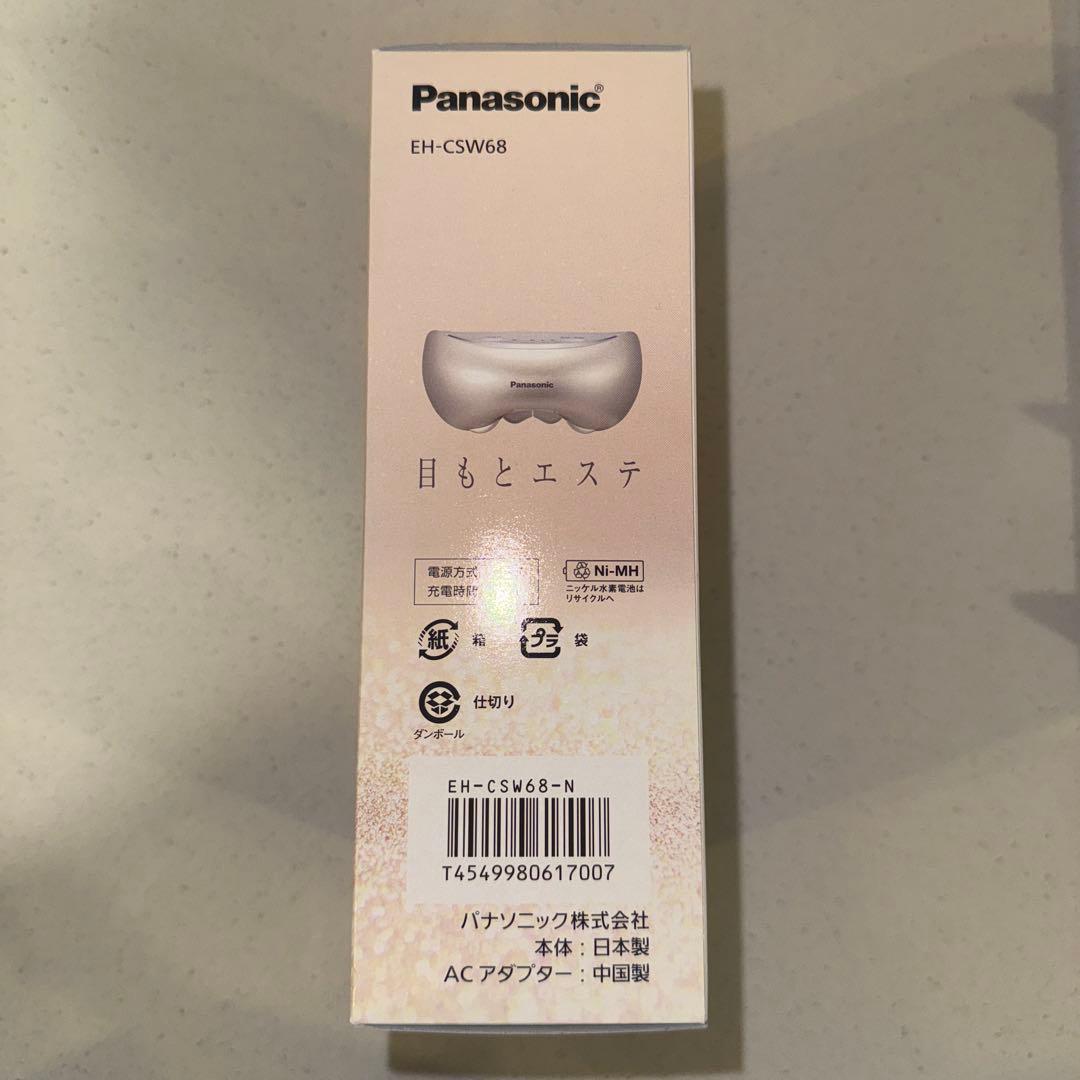 Panasonic®
EH-CSW68
Panasonic
目もとエステ
電源方式
充電時間
Ni-MH
ニッケル水素電池は
リサイクルへ
紙 箱
プラ 袋
仕切り
ダンボール
EH-CSW68-N
T4549980617007
パナソニック株式会社
本体：日本製
ACアダプター：中国製